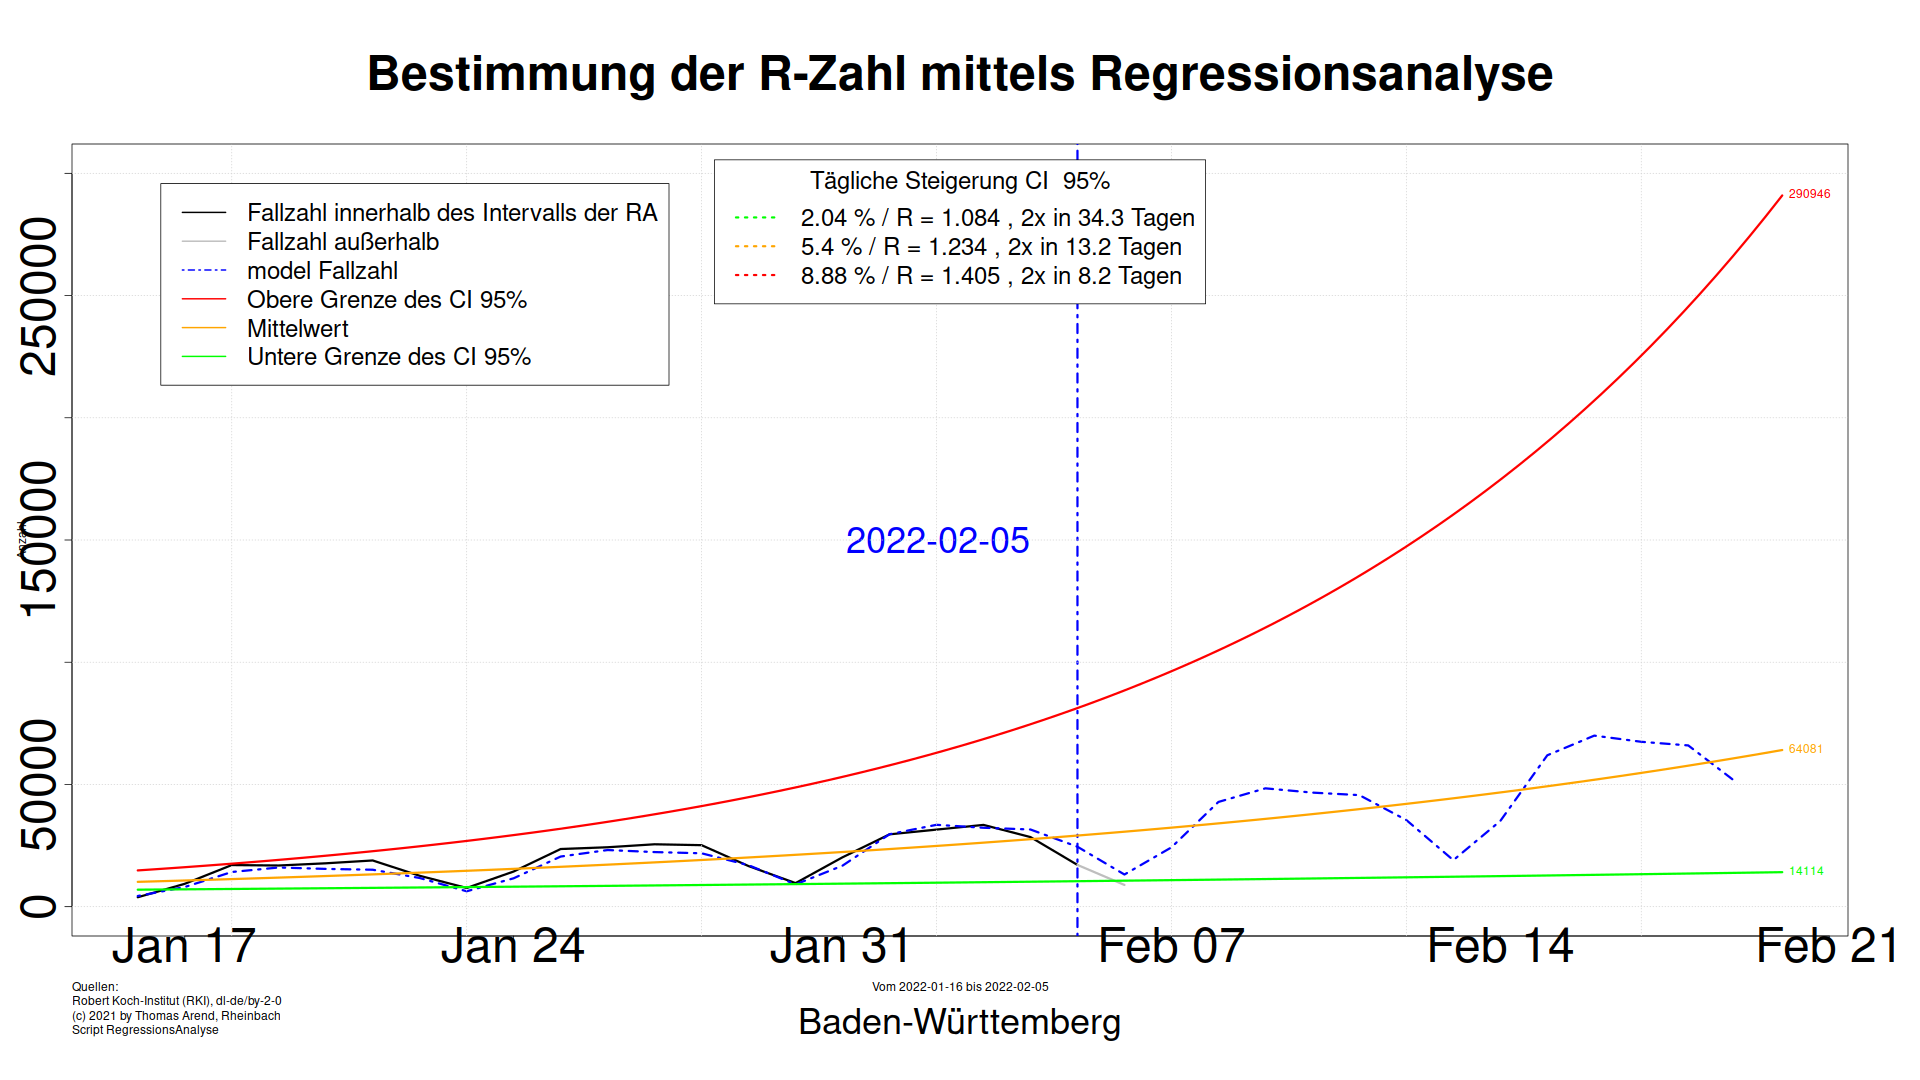 Bestimmung der R-Zahl mittels Regressionsanalyse
Fallzahl innerhalb des Intervalls der RA
Fallzahl außerhalb
model Fallzahl
Obere Grenze des CI 95%
Mittelwert
Untere Grenze des CI 95%
Tägliche Steigerung CI 95%
2.04 % / R = 1.084 , 2x in 34.3 Tagen
5.4 % / R = 1.234 , 2x in 13.2 Tagen
8.88 % / R = 1.405 , 2x in 8.2 Tagen
290946
64081
14114
2022-02-05
Anzahl
250000
150000
50000
0
Jan 17 Jan 24 Jan 31 Feb 07 Feb 14 Feb 21
Vom 2022-01-16 bis 2022-02-05
Baden-Württemberg
Quellen:
Robert Koch-Institut (RKI), dl-de/by-2-0
(c) 2021 by Thomas Arend, Rheinbach
Script RegressionsAnalyse